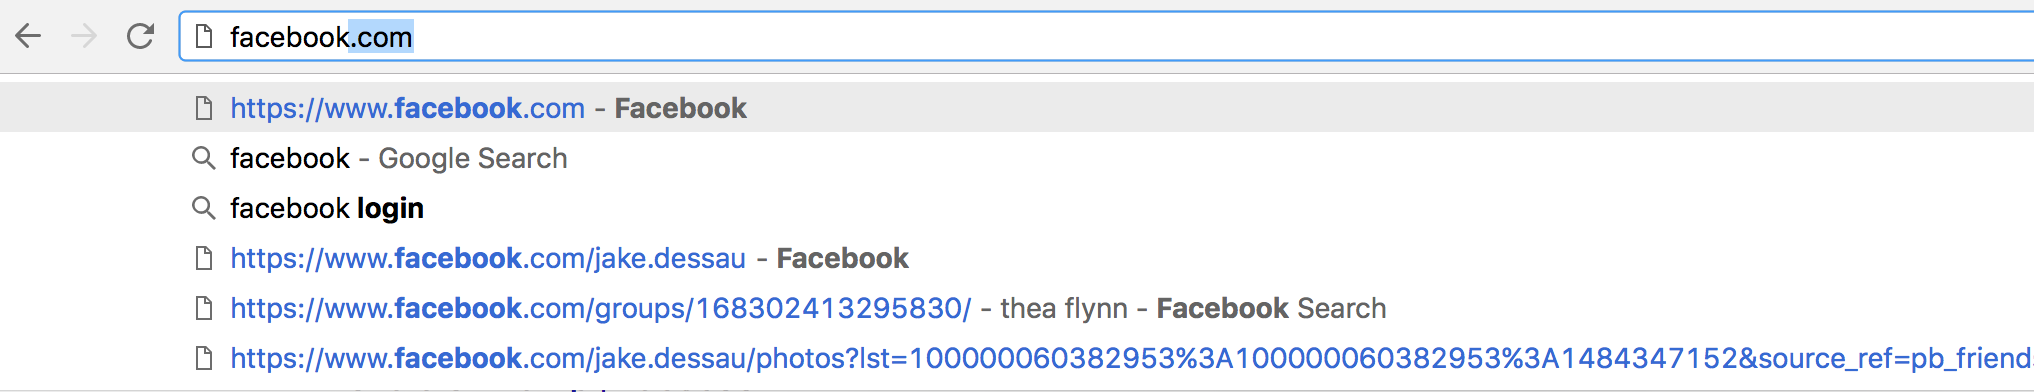 facebook.com
https://www.facebook.com - Facebook
facebook - Google Search
facebook login
https://www.facebook.com/jake.dessau - Facebook
https://www.facebook.com/groups/168302413295830/ - thea flynn - Facebook Search
https://www.facebook.com/jake.dessau/photos?lst=100000060382953%3A100000060382953%3A1484347152&source_ref=pb_friend